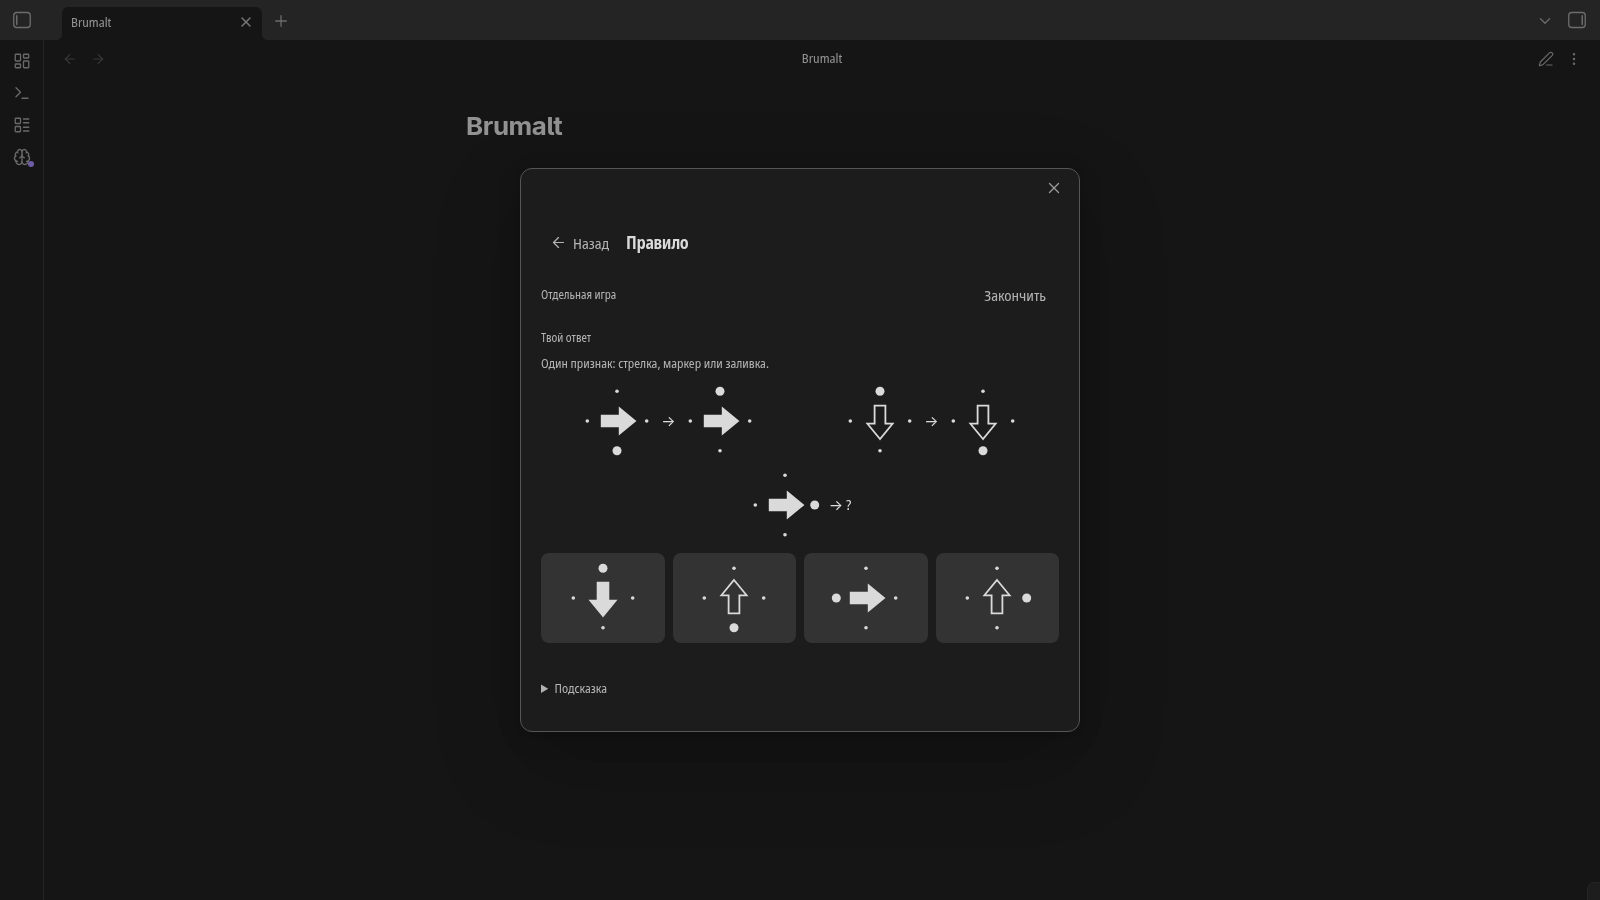 Brumalt
Brumalt
Brumalt
Назад Правило
Отдельная игра
Закончить
Твой ответ
Один признак: стрелка, маркер или заливка.
→ →
→ ?
Подсказка